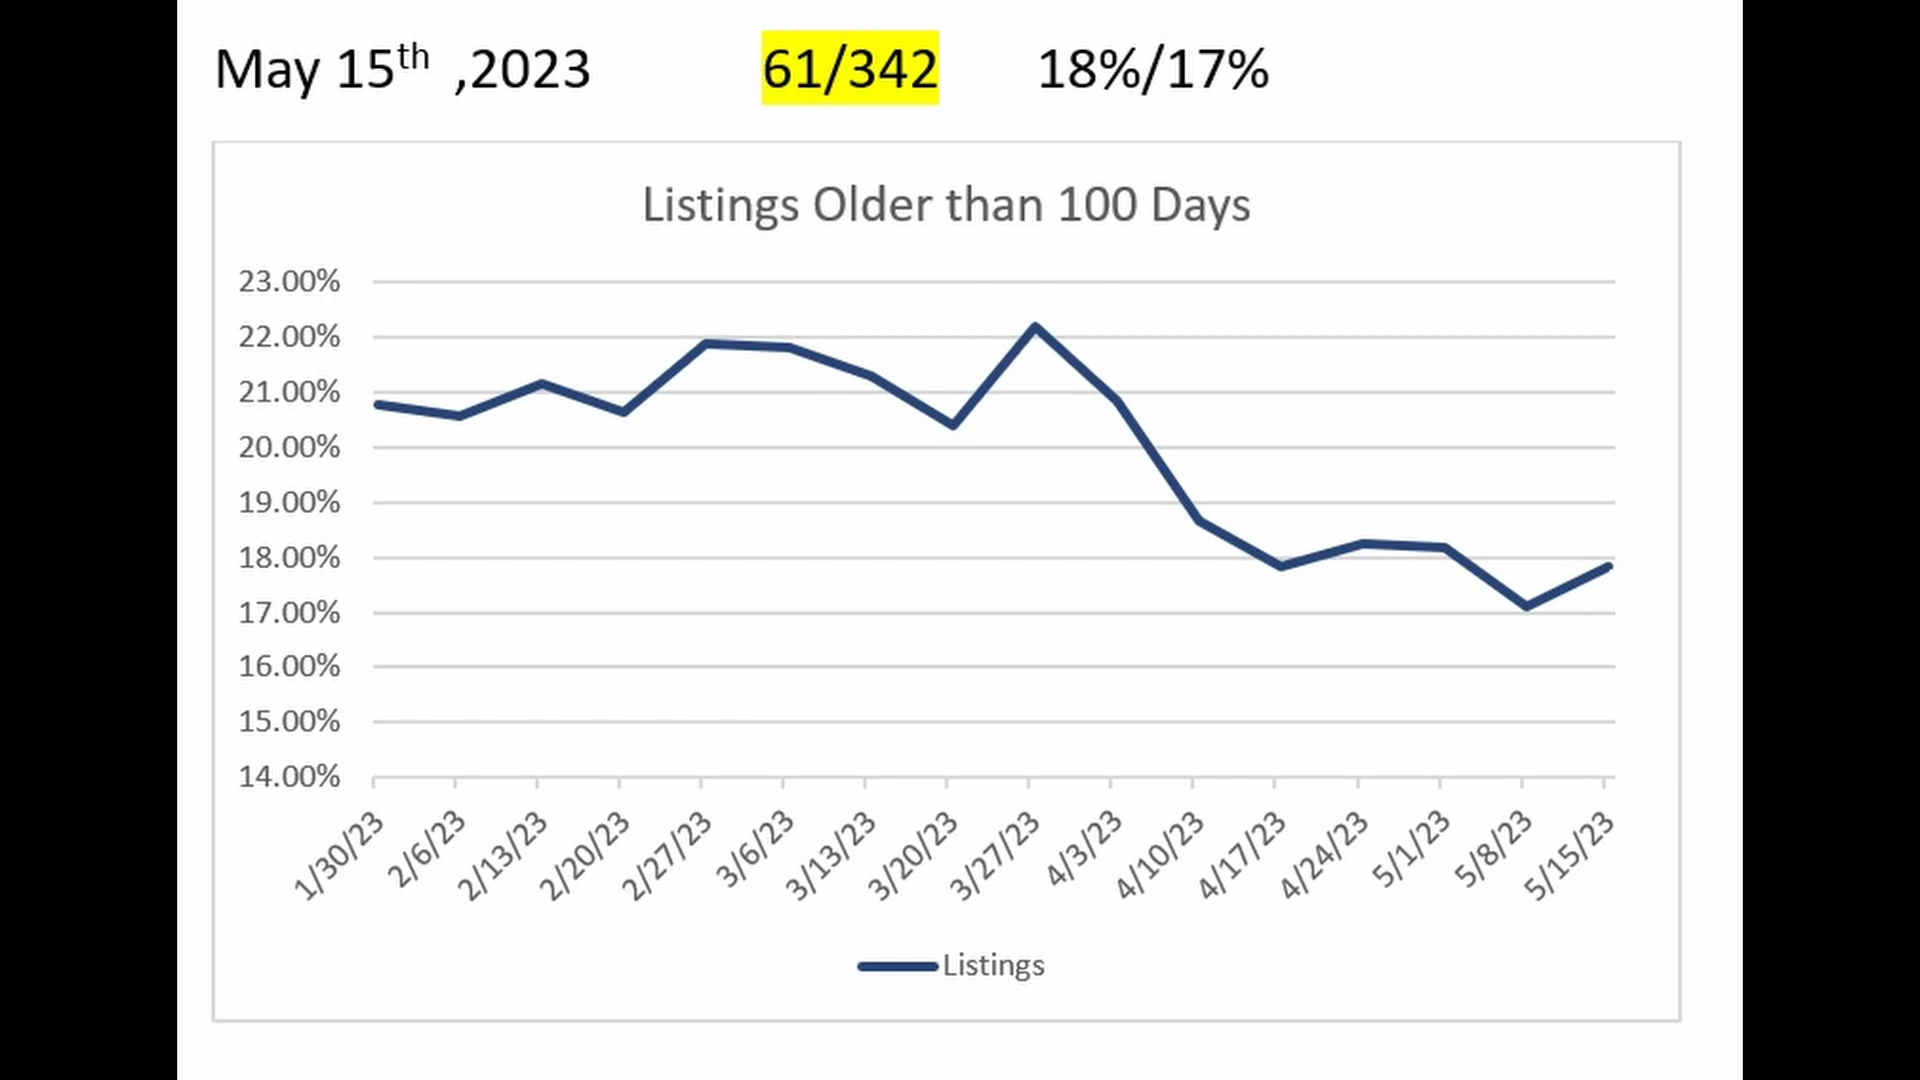 May 15th ,2023 61/342 18%/17%
Listings Older than 100 Days
23.00%
22.00%
21.00%
20.00%
19.00%
18.00%
17.00%
16.00%
15.00%
14.00%
1/30/23 2/6/23 2/13/23 2/20/23 2/27/23 3/6/23 3/13/23 3/20/23 3/27/23 4/3/23 4/10/23 4/17/23 4/24/23 5/1/23 5/8/23 5/15/23
Listings